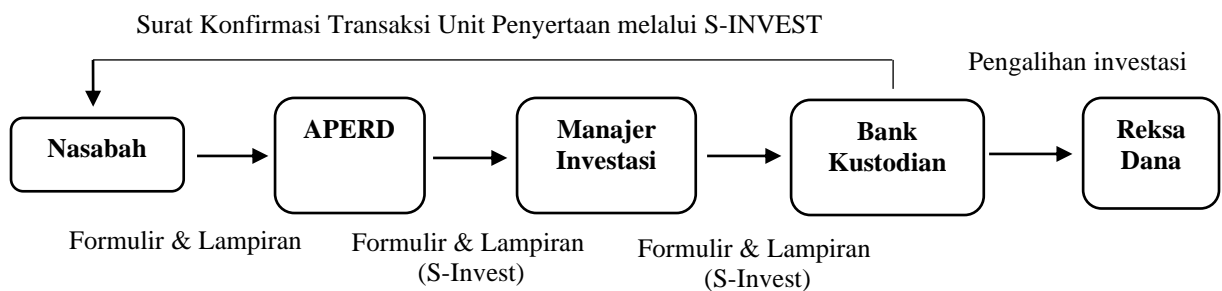 Surat Konfirmasi Transaksi Unit Penyertaan melalui S-INVEST
Pengalihan investasi
Nasabah
APERD
Manajer
Investasi
Bank
Kustodian
Reksa
Dana
Formulir & Lampiran
Formulir & Lampiran
(S-Invest)
Formulir & Lampiran
(S-Invest)